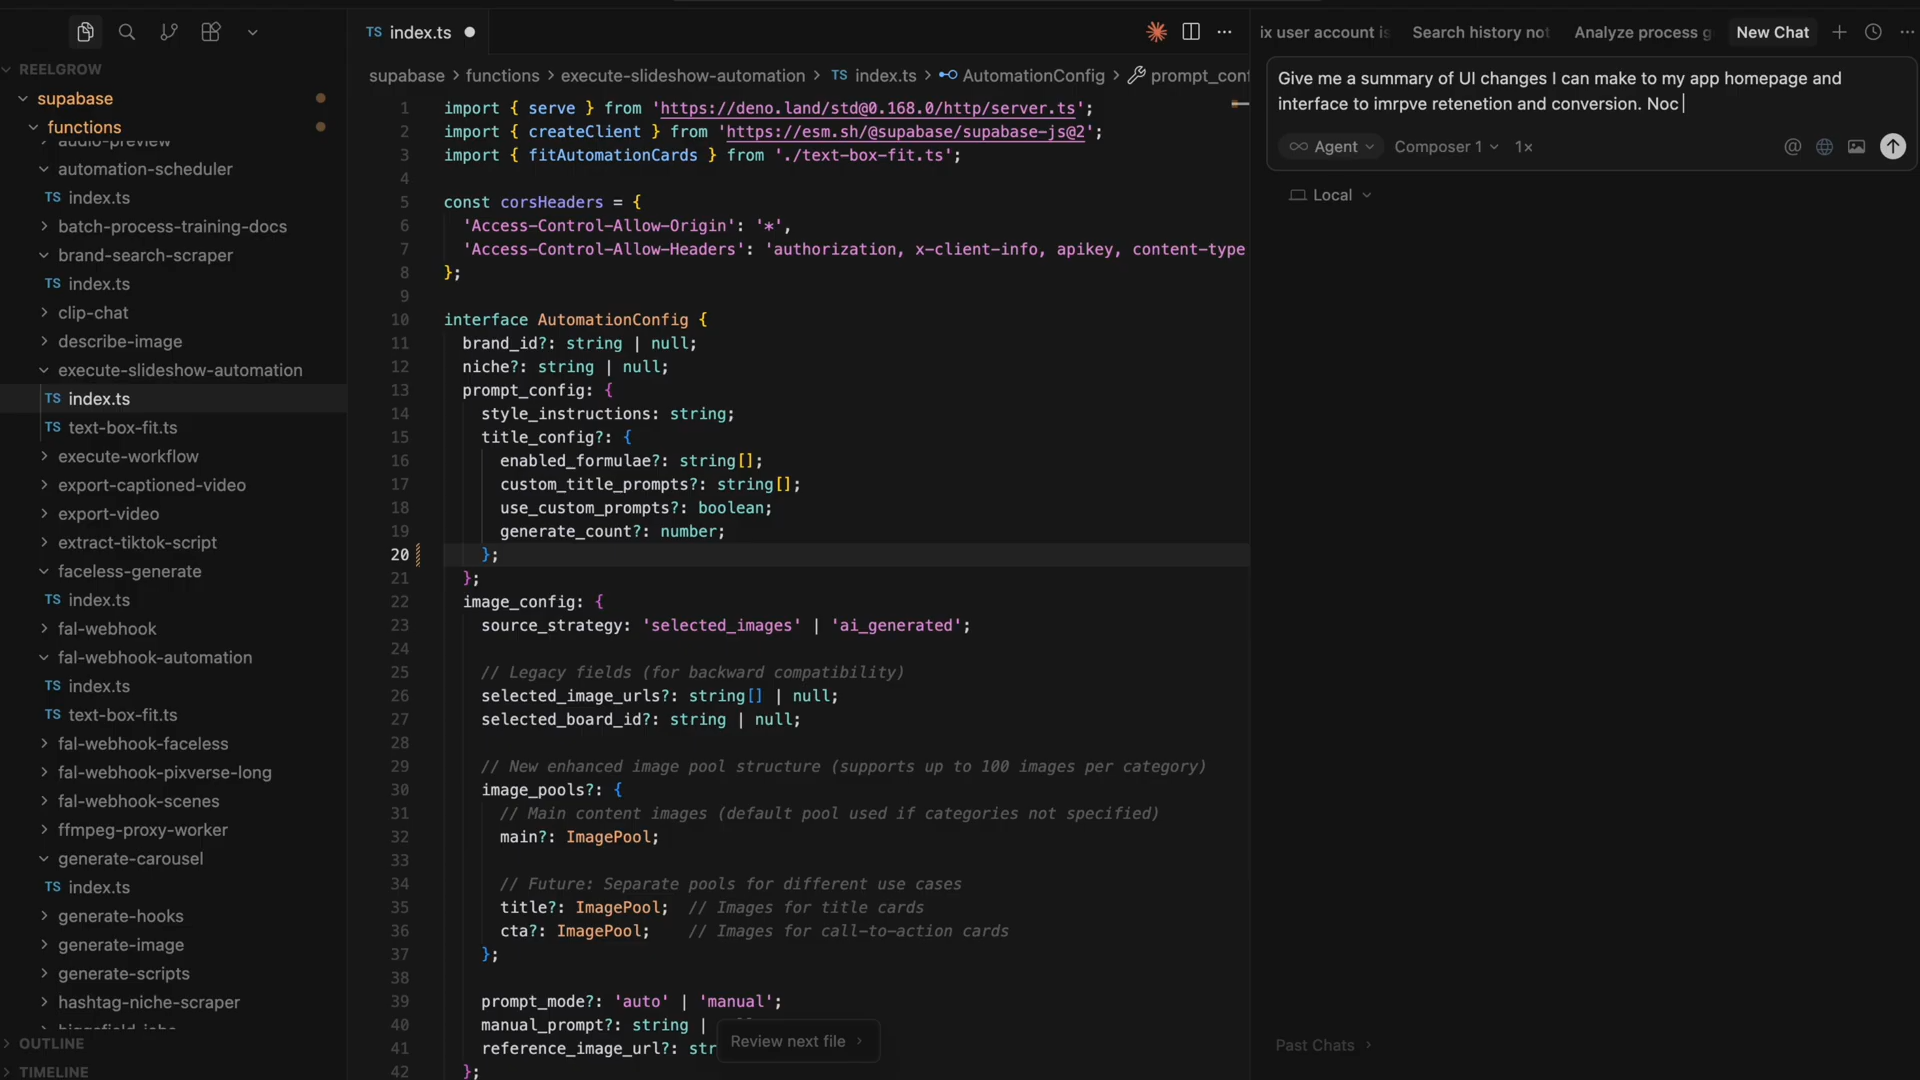 TS index.ts
ix user account is
Search history not
Analyze process g
New Chat
REELGROW
supabase
functions
audio-preview
automation-scheduler
TS index.ts
batch-process-training-docs
brand-search-scraper
TS index.ts
clip-chat
describe-image
execute-slideshow-automation
TS index.ts
TS text-box-fit.ts
execute-workflow
export-captioned-video
export-video
extract-tiktok-script
faceless-generate
TS index.ts
fal-webhook
fal-webhook-automation
TS index.ts
TS text-box-fit.ts
fal-webhook-faceless
fal-webhook-pixverse-long
fal-webhook-scenes
ffmpeg-proxy-worker
generate-carousel
TS index.ts
generate-hooks
generate-image
generate-scripts
hashtag-niche-scraper
OUTLINE
TIMELINE
supabase > functions > execute-slideshow-automation > TS index.ts > AutomationConfig > prompt_conf
1 import { serve } from 'https://deno.land/std@0.168.0/http/server.ts';
2 import { createClient } from 'https://esm.sh/@supabase/supabase-js@2';
3 import { fitAutomationCards } from './text-box-fit.ts';
4
5 const corsHeaders = {
6 'Access-Control-Allow-Origin': '*',
7 'Access-Control-Allow-Headers': 'authorization, x-client-info, apikey, content-type
8 };
9
10 interface AutomationConfig {
11 brand_id?: string | null;
12 niche?: string | null;
13 prompt_config: {
14 style_instructions: string;
15 title_config?: {
16 enabled_formulae?: string[];
17 custom_title_prompts?: string[];
18 use_custom_prompts?: boolean;
19 generate_count?: number;
20 };
21 };
22 image_config: {
23 source_strategy: 'selected_images' | 'ai_generated';
24
25 // Legacy fields (for backward compatibility)
26 selected_image_urls?: string[] | null;
27 selected_board_id?: string | null;
28
29 // New enhanced image pool structure (supports up to 100 images per category)
30 image_pools?: {
31 // Main content images (default pool used if categories not specified)
32 main?: ImagePool;
33
34 // Future: Separate pools for different use cases
35 title?: ImagePool; // Images for title cards
36 cta?: ImagePool; // Images for call-to-action cards
37 };
38
39 prompt_mode?: 'auto' | 'manual';
40 manual_prompt?: string |
41 reference_image_url?: str
42 };
Review next file >
Give me a summary of UI changes I can make to my app homepage and
interface to imrpve retenetion and conversion. Noc
Agent
Composer 1
1×
@
Local
Past Chats >